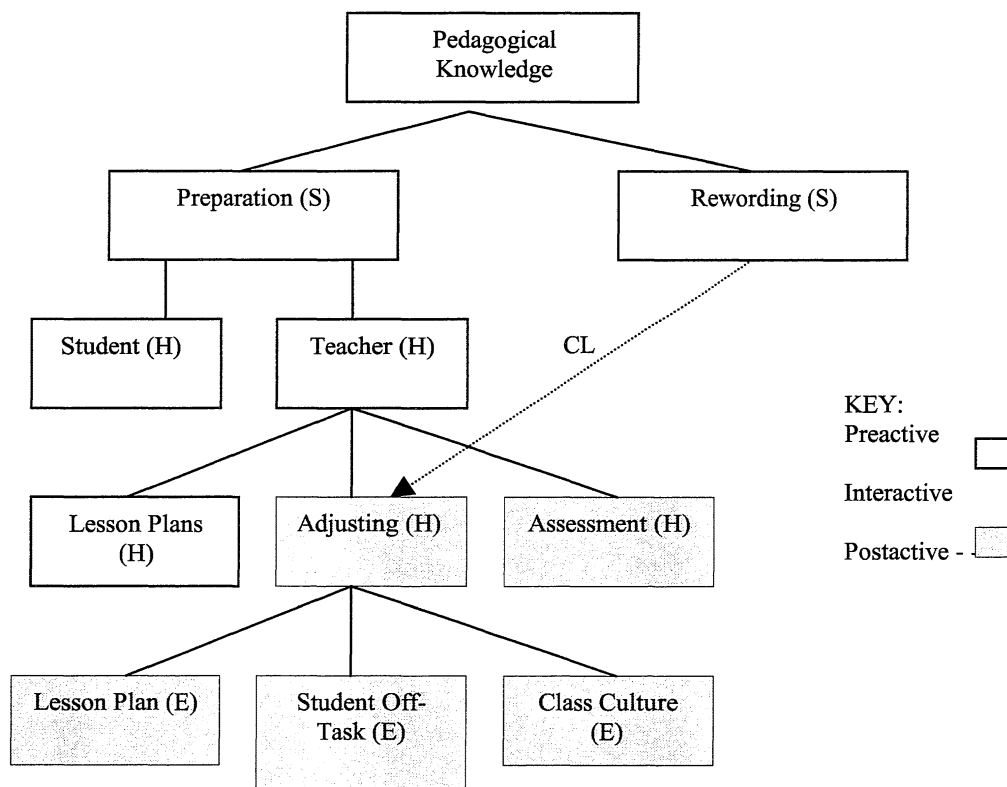 Pedagogical
Knowledge
Preparation (S)
Rewording (S)
Student (H)
Teacher (H)
CL
KEY:
Preactive
Interactive
Postactive - -
Lesson Plans
(H)
Adjusting (H)
Assessment (H)
Lesson Plan (E)
Student Off-
Task (E)
Class Culture
(E)